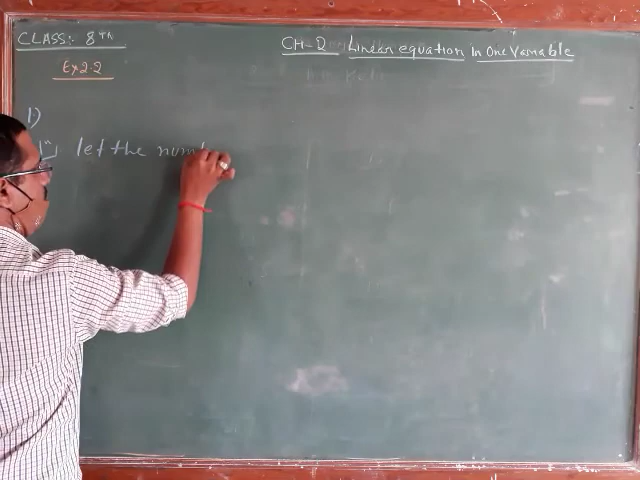 CLASS:- 8TH
CH-2 Linear equation in One Variable
Ex 2.2
1)
let the num